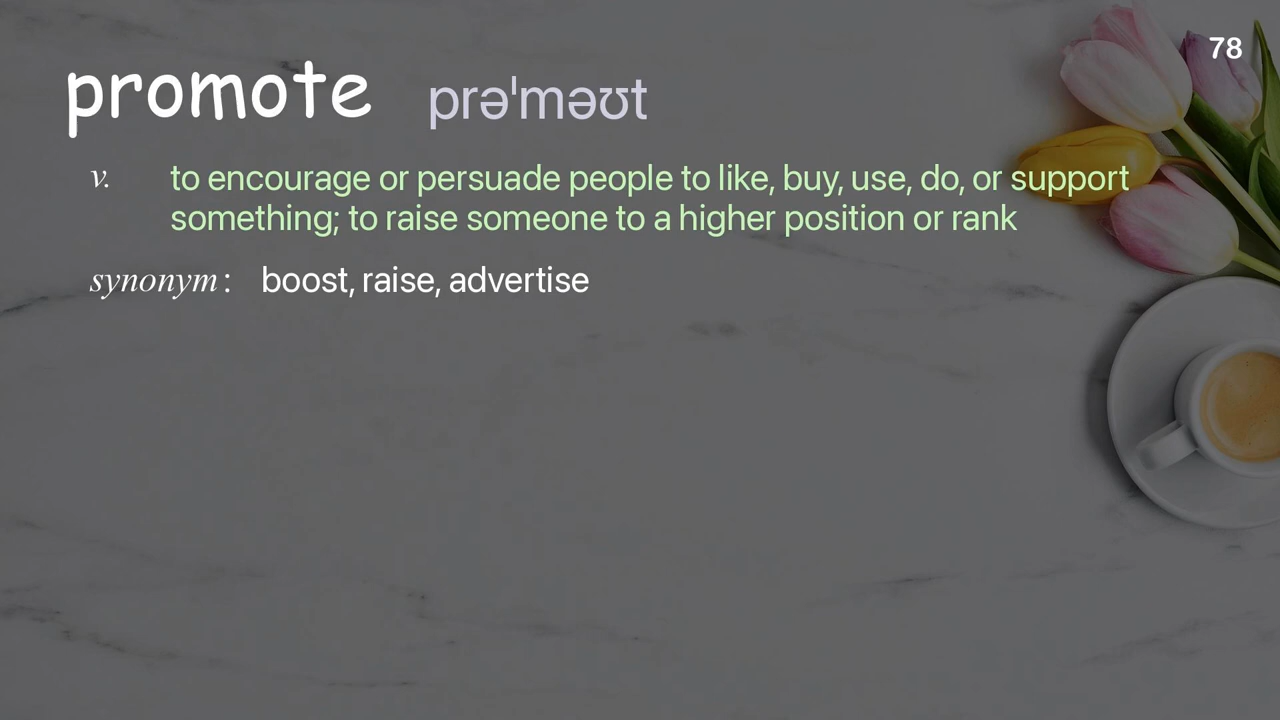 78
promote prəˈməʊt
v. to encourage or persuade people to like, buy, use, do, or support
something; to raise someone to a higher position or rank
synonym : boost, raise, advertise